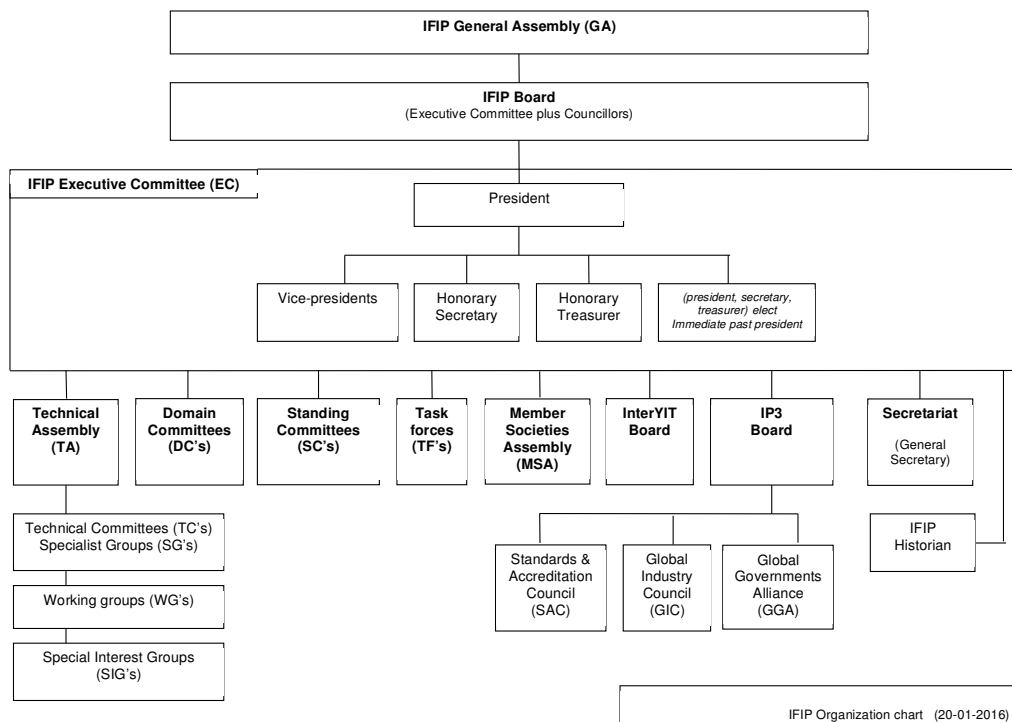 IFIP General Assembly (GA)
IFIP Board
(Executive Committee plus Councillors)
IFIP Executive Committee (EC)
President
Vice-presidents
Honorary
Secretary
Honorary
Treasurer
(president, secretary,
treasurer) elect
Immediate past president
Technical
Assembly
(TA)
Domain
Committees
(DC's)
Standing
Committees
(SC's)
Task
forces
(TF's)
Member
Societies
Assembly
(MSA)
InterYIT
Board
IP3
Board
Secretariat
(General
Secretary)
Technical Committees (TC's)
Specialist Groups (SG's)
Working groups (WG's)
Special Interest Groups
(SIG's)
Standards &
Accreditation
Council
(SAC)
Global
Industry
Council
(GIC)
Global
Governments
Alliance
(GGA)
IFIP
Historian
IFIP Organization chart (20-01-2016)